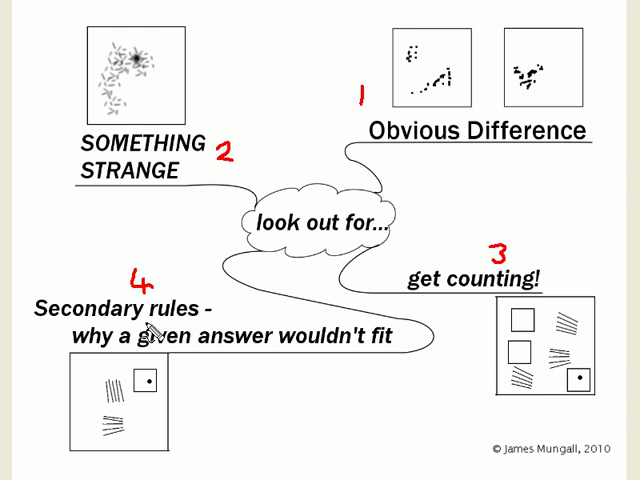 1
Obvious Difference
SOMETHING
STRANGE
2
look out for...
3
get counting!
4
Secondary rules -
why a given answer wouldn't fit
© James Mungall, 2010